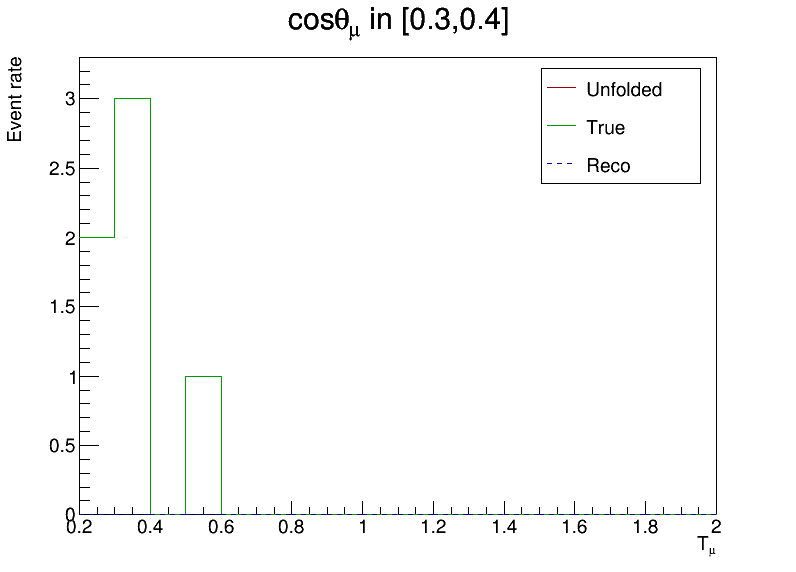 cosθμ in [0.3,0.4]
Event rate
Unfolded
True
Reco
3
2.5
2
1.5
1
0.5
0
0.2 0.4 0.6 0.8 1 1.2 1.4 1.6 1.8 2
Tμ